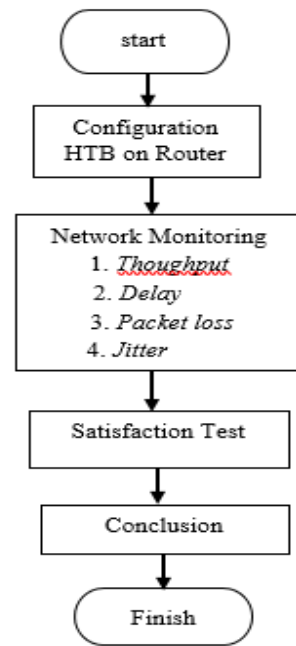 start
Configuration
HTB on Router
Network Monitoring
1. Thoughput
2. Delay
3. Packet loss
4. Jitter
Satisfaction Test
Conclusion
Finish